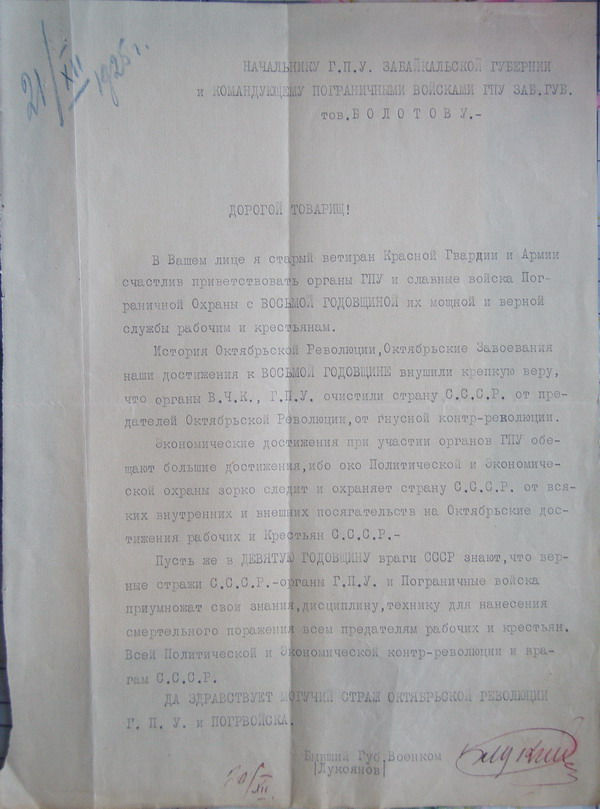 21/XII 1925 г.
НАЧАЛЬНИКУ Г.П.У. ЗАБАЙКАЛЬСКОЙ ГУБЕРНИИ
и КОМАНДУЮЩЕМУ ПОГРАНИЧНЫМИ ВОЙСКАМИ ГПУ ЗАБ.ГУБ.
тов.БОЛОТОВУ.-
ДОРОГОЙ ТОВАРИЩ!
В Вашем лице я старый ветиран Красной Гвардии и Армии
счастлив приветствовать органы ГПУ и славные войска Пог-
раничной Охраны с ВОСЬМОЙ ГОДОВЩИНОЙ их мощной и верной
службы рабочим и крестьянам.
История Октябрьской Революции,Октябрьские Завоевания
наши достижения к ВОСЬМОЙ ГОДОВЩИНЕ внушили крепкую веру,
что органы В.Ч.К., Г.П.У. очистили страну С.С.С.Р. от пре-
дателей Октябрьской Революции,от гнусной контр-революции.
Экономические достижения при участии органов ГПУ обе-
щают большие достижения,ибо око Политической и Экономиче-
ской охраны зорко следит и охраняет страну С.С.С.Р. от вся-
ких внутренних и внешних посягательств на Октябрьские дос-
тижения рабочих и Крестьян С.С.С.Р.-
Пусть же в ДЕВЯТУЮ ГОДОВЩИНУ враги СССР знают,что вер-
ные стражи С.С.С.Р.-органы Г.П.У. и Пограничные войска
приумножат свои знания,дисциплину,технику для нанесения
смертельного поражения всем предателям рабочих и крестьян.
Всей Политической и Экономической контр-революции и вра-
гам С.С.С.Р.
ДА ЗДРАВСТВУЕТ МОГУЧИЙ СТРАЖ ОКТЯБРЬСКОЙ РЕВОЛЮЦИИ
Г. П. У. и ПОГРВОЙСКА.
Бывший Губ.Военком
/Лукоянов/
20/XII